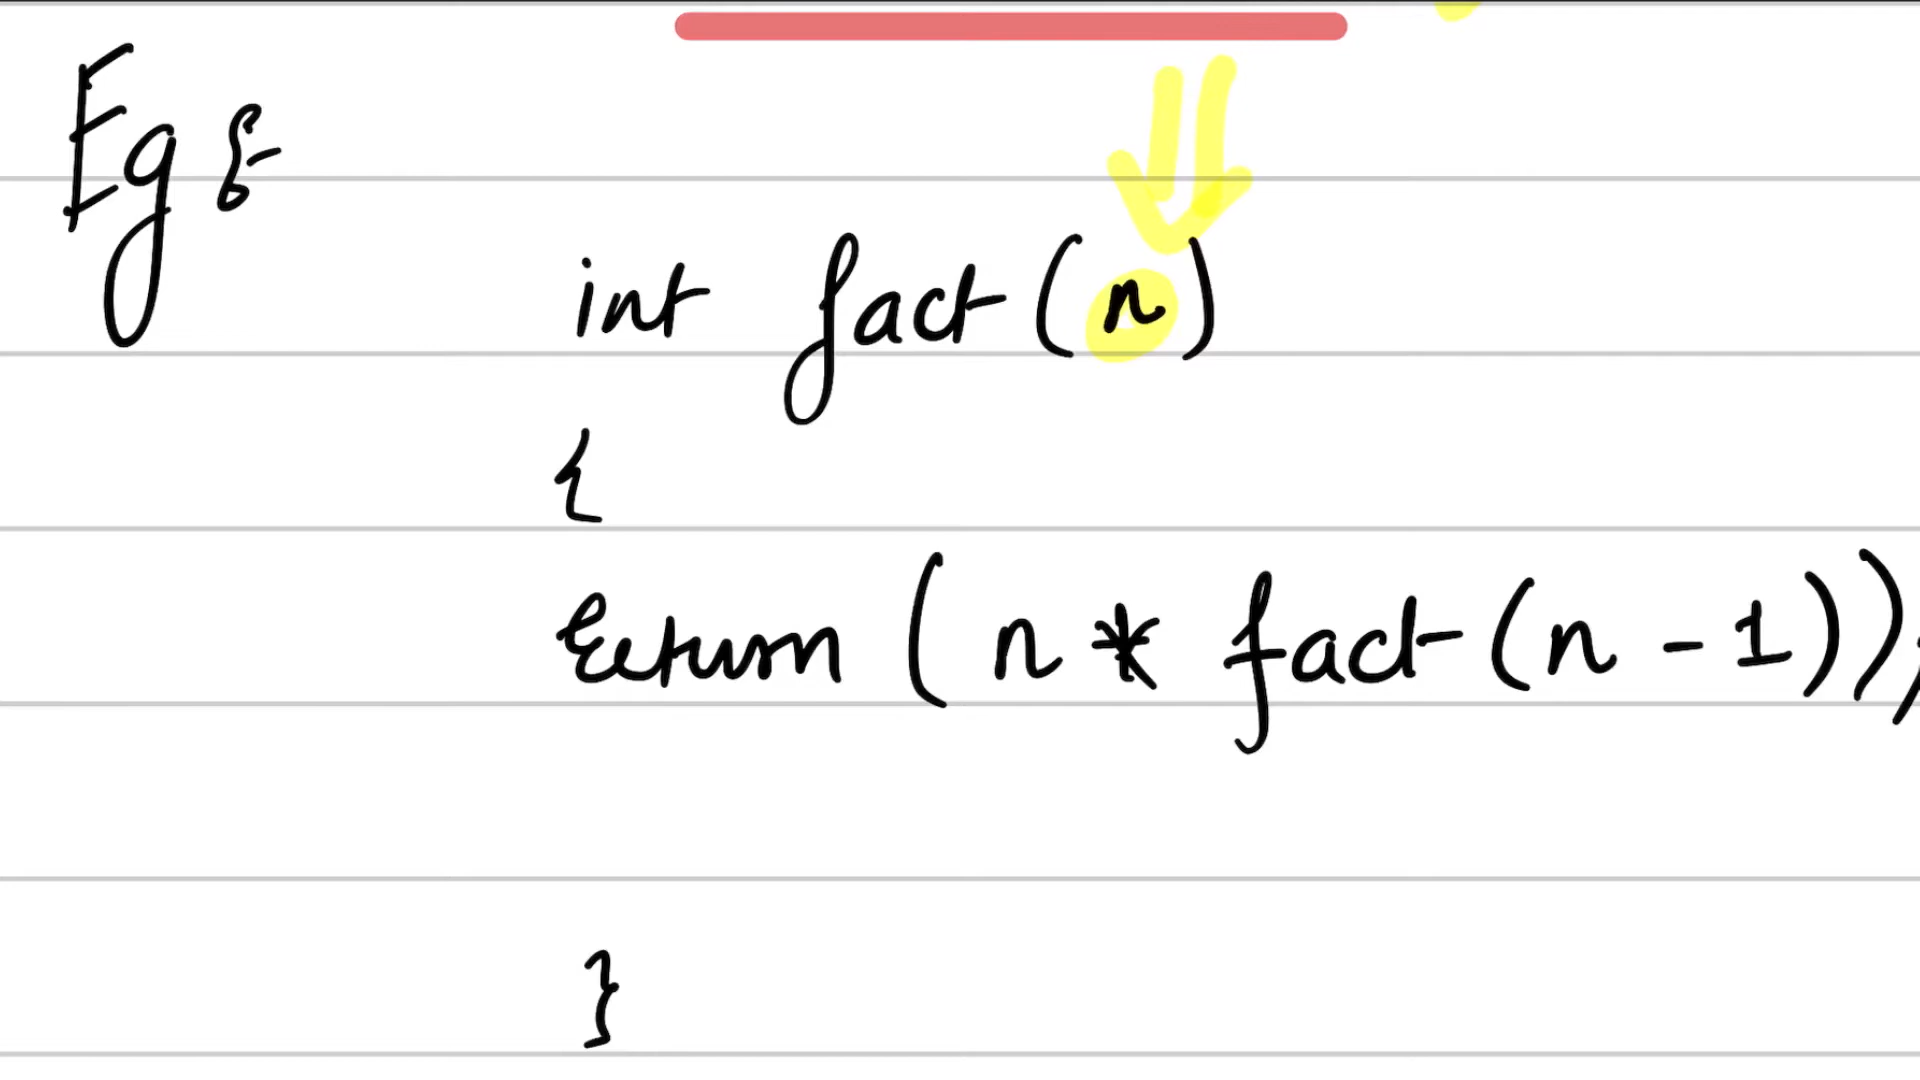 Eg :-
int fact (n)
{
return ( n * fact (n - 1));
}